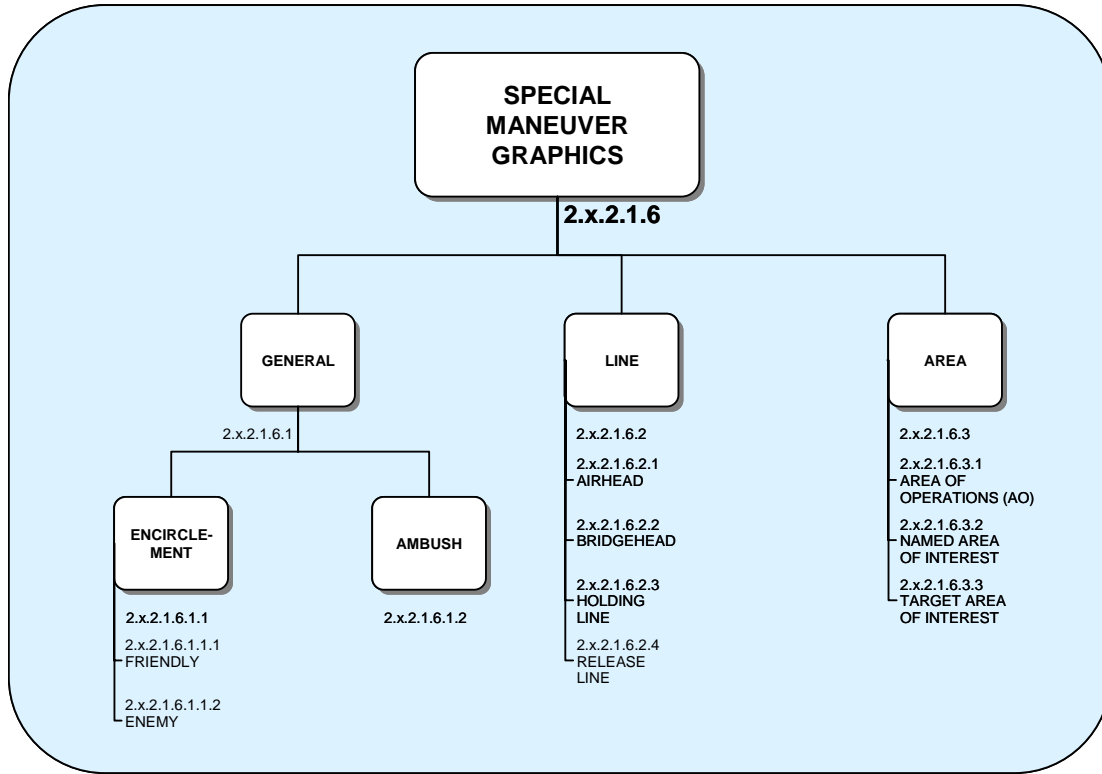 SPECIAL
MANEUVER
GRAPHICS
2.x.2.1.6
GENERAL
2.x.2.1.6.1
ENCIRCLE-
MENT
2.x.2.1.6.1.1
2.x.2.1.6.1.1.1
FRIENDLY
2.x.2.1.6.1.1.2
ENEMY
AMBUSH
2.x.2.1.6.1.2
LINE
2.x.2.1.6.2
2.x.2.1.6.2.1
AIRHEAD
2.x.2.1.6.2.2
BRIDGEHEAD
2.x.2.1.6.2.3
HOLDING
LINE
2.x.2.1.6.2.4
RELEASE
LINE
AREA
2.x.2.1.6.3
2.x.2.1.6.3.1
AREA OF
OPERATIONS (AO)
2.x.2.1.6.3.2
NAMED AREA
OF INTEREST
2.x.2.1.6.3.3
TARGET AREA
OF INTEREST